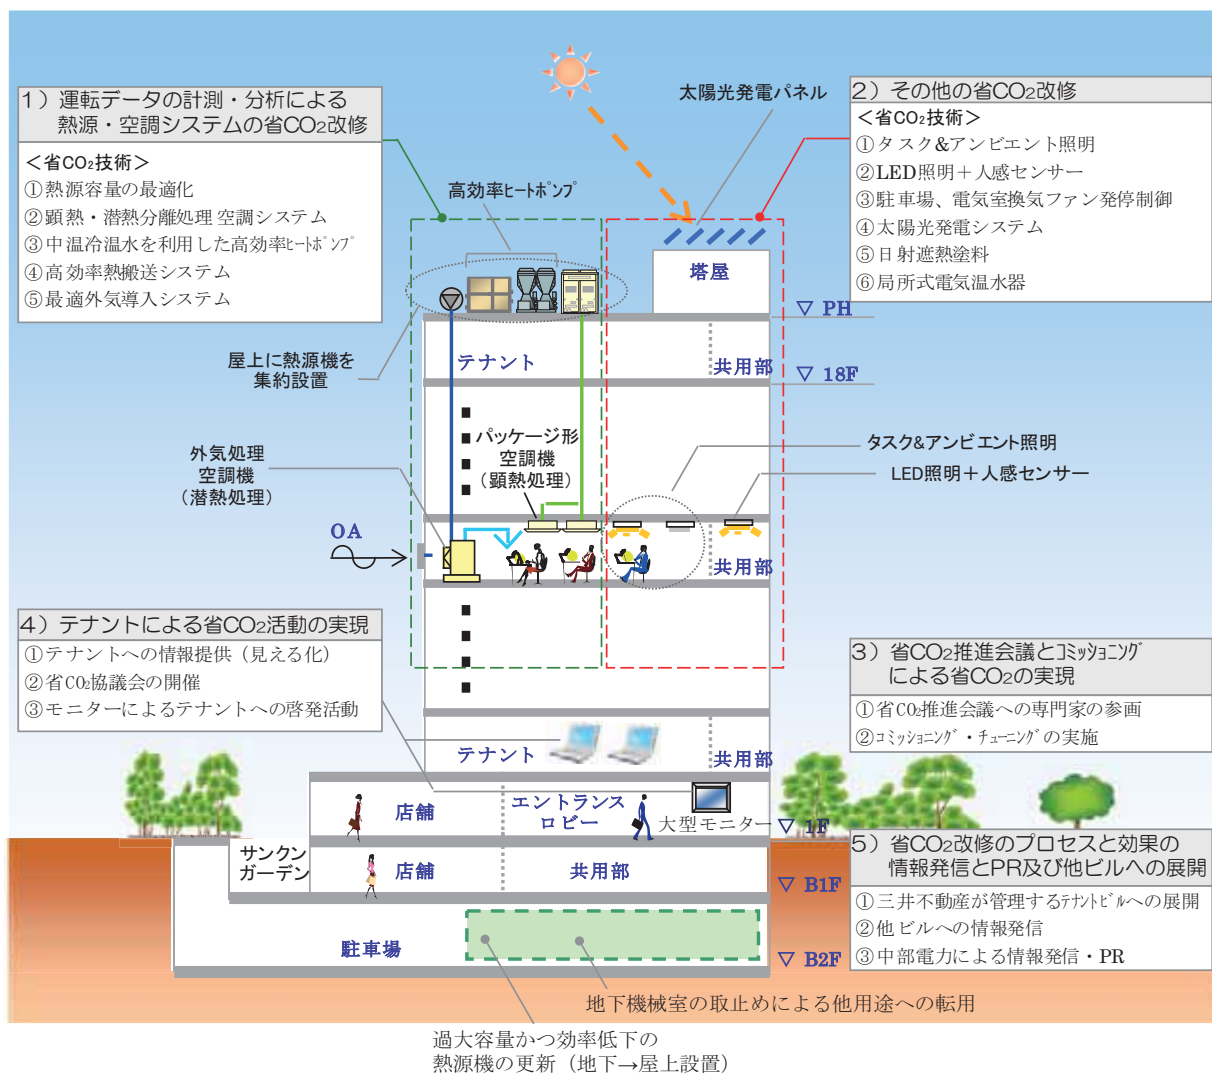 1）運転データの計測・分析による
熱源・空調システムの省CO₂改修
＜省CO₂技術＞
①熱源容量の最適化
②顕熱・潜熱分離処理空調システム
③中温冷温水を利用した高効率ﾋｰﾄﾎﾟﾝﾌﾟ
④高効率熱搬送システム
⑤最適外気導入システム
太陽光発電パネル
高効率ﾋｰﾄﾎﾟﾝﾌﾟ
2）その他の省CO₂改修
＜省CO₂技術＞
①タスク&アンビエント照明
②LED照明＋人感センサー
③駐車場、電気室換気ファン発停制御
④太陽光発電システム
⑤日射遮熱塗料
⑥局所式電気温水器
塔屋
▽ PH
屋上に熱源機を
集約設置
テナント
共用部
▽ 18F
外気処理
空調機
（潜熱処理）
パッケージ形
空調機
（顕熱処理）
タスク&アンビエント照明
LED照明＋人感センサー
OA
共用部
4）テナントによる省CO₂活動の実現
①テナントへの情報提供（見える化）
②省CO₂協議会の開催
③モニターによるテナントへの啓発活動
3）省CO₂推進会議とｺﾐｯｼｮﾆﾝｸﾞ
による省CO₂の実現
①省CO₂推進会議への専門家の参画
②ｺﾐｯｼｮﾆﾝｸﾞ・ﾁｭｰﾆﾝｸﾞの実施
テナント
共用部
店舗
エントランス
ロビー
大型モニター
▽ 1F
サンクン
ガーデン
店舗
共用部
▽ B1F
駐車場
▽ B2F
5）省CO₂改修のプロセスと効果の
情報発信とPR及び他ビルへの展開
①三井不動産が管理するﾃﾅﾝﾄﾋﾞﾙへの展開
②他ビルへの情報発信
③中部電力による情報発信・PR
地下機械室の取止めによる他用途への転用
過大容量かつ効率低下の
熱源機の更新（地下→屋上設置）